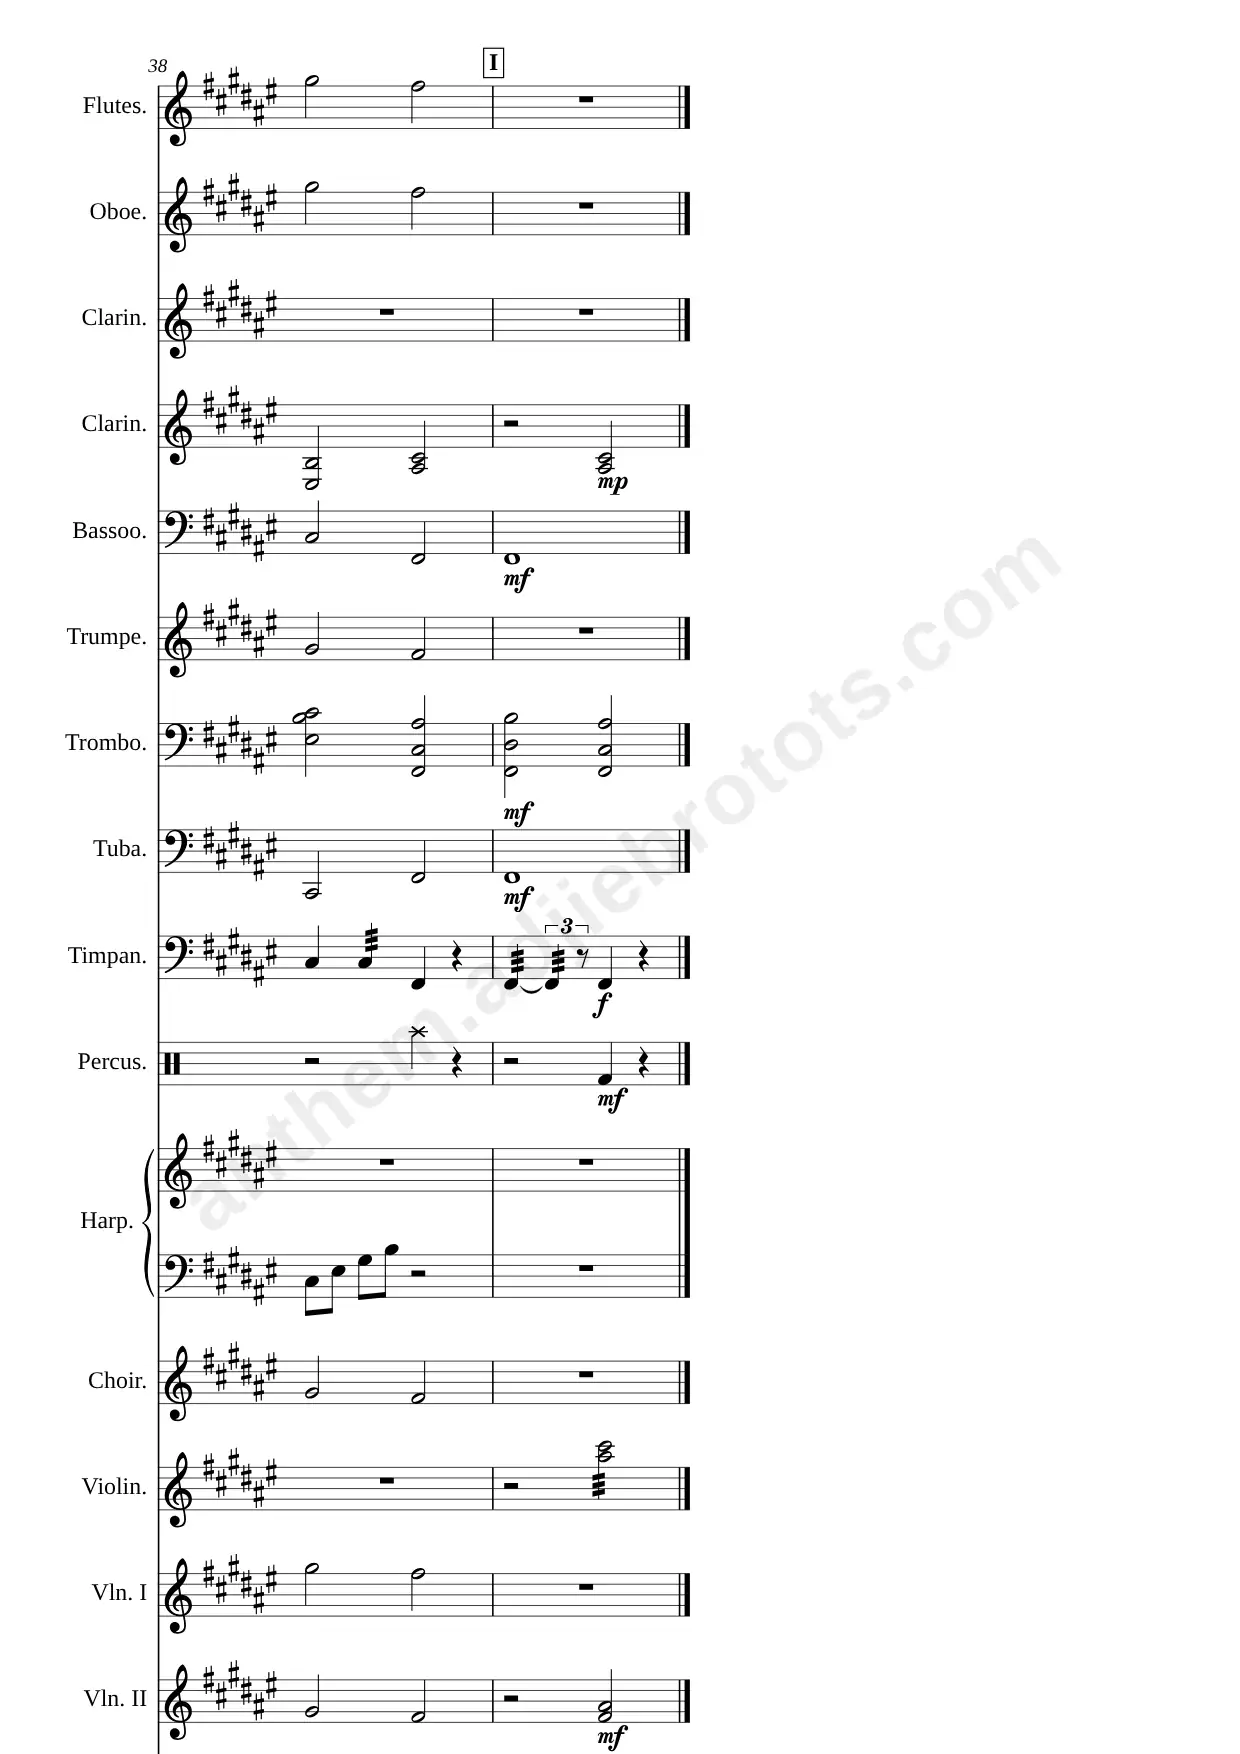 38
I
Flutes.
Oboe.
Clarin.
Clarin.
mp
Bassoo.
mf
Trumpe.
Trombo.
mf
Tuba.
mf
3
Timpan.
f
Percus.
mf
Harp.
Choir.
Violin.
Vln. I
Vln. II
mf
anthem.adjiebrotots.com